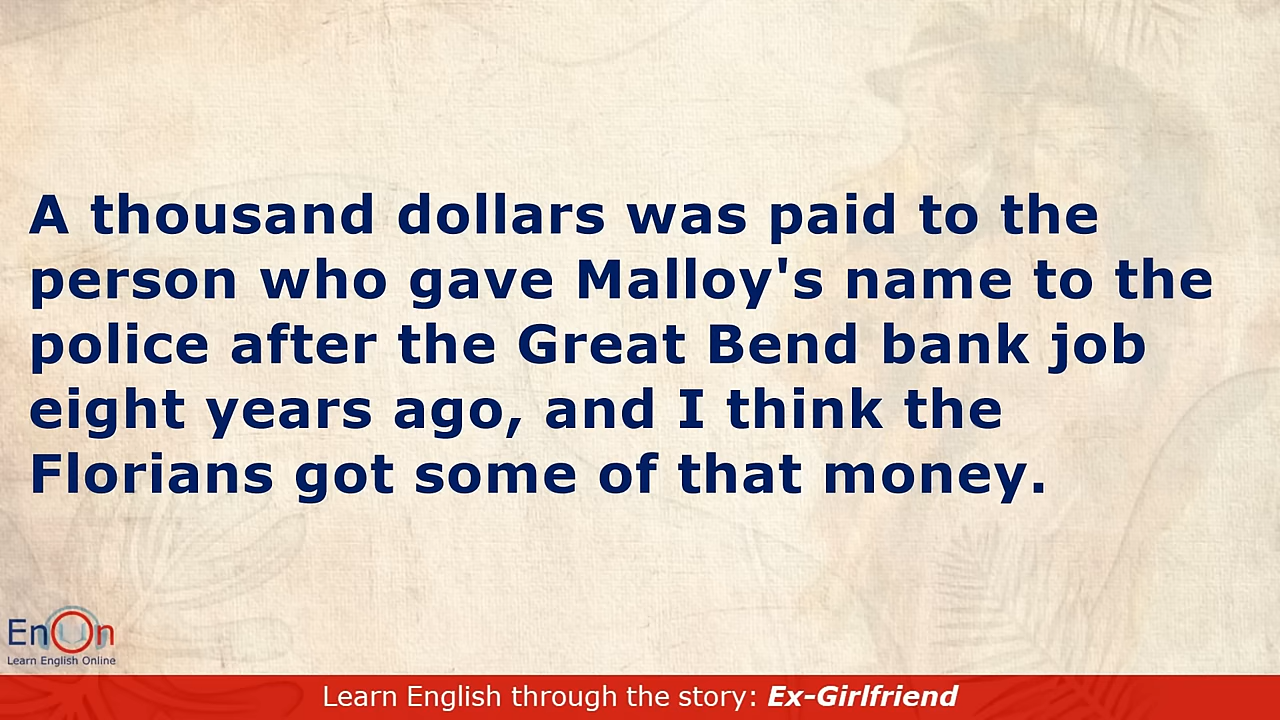 A thousand dollars was paid to the
person who gave Malloy's name to the
police after the Great Bend bank job
eight years ago, and I think the
Florians got some of that money.
EnOn
Learn English Online
Learn English through the story: Ex-Girlfriend